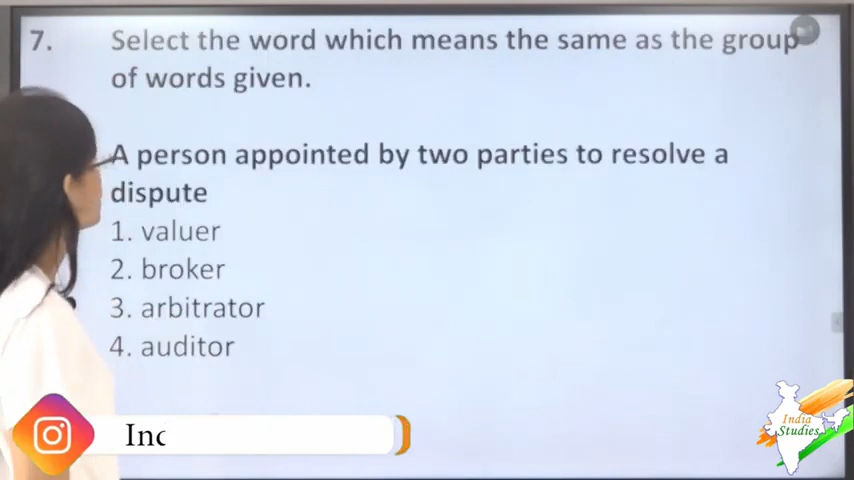 7. Select the word which means the same as the group
of words given.
A person appointed by two parties to resolve a
dispute
1. valuer
2. broker
3. arbitrator
4. auditor
Inc
India
Studies